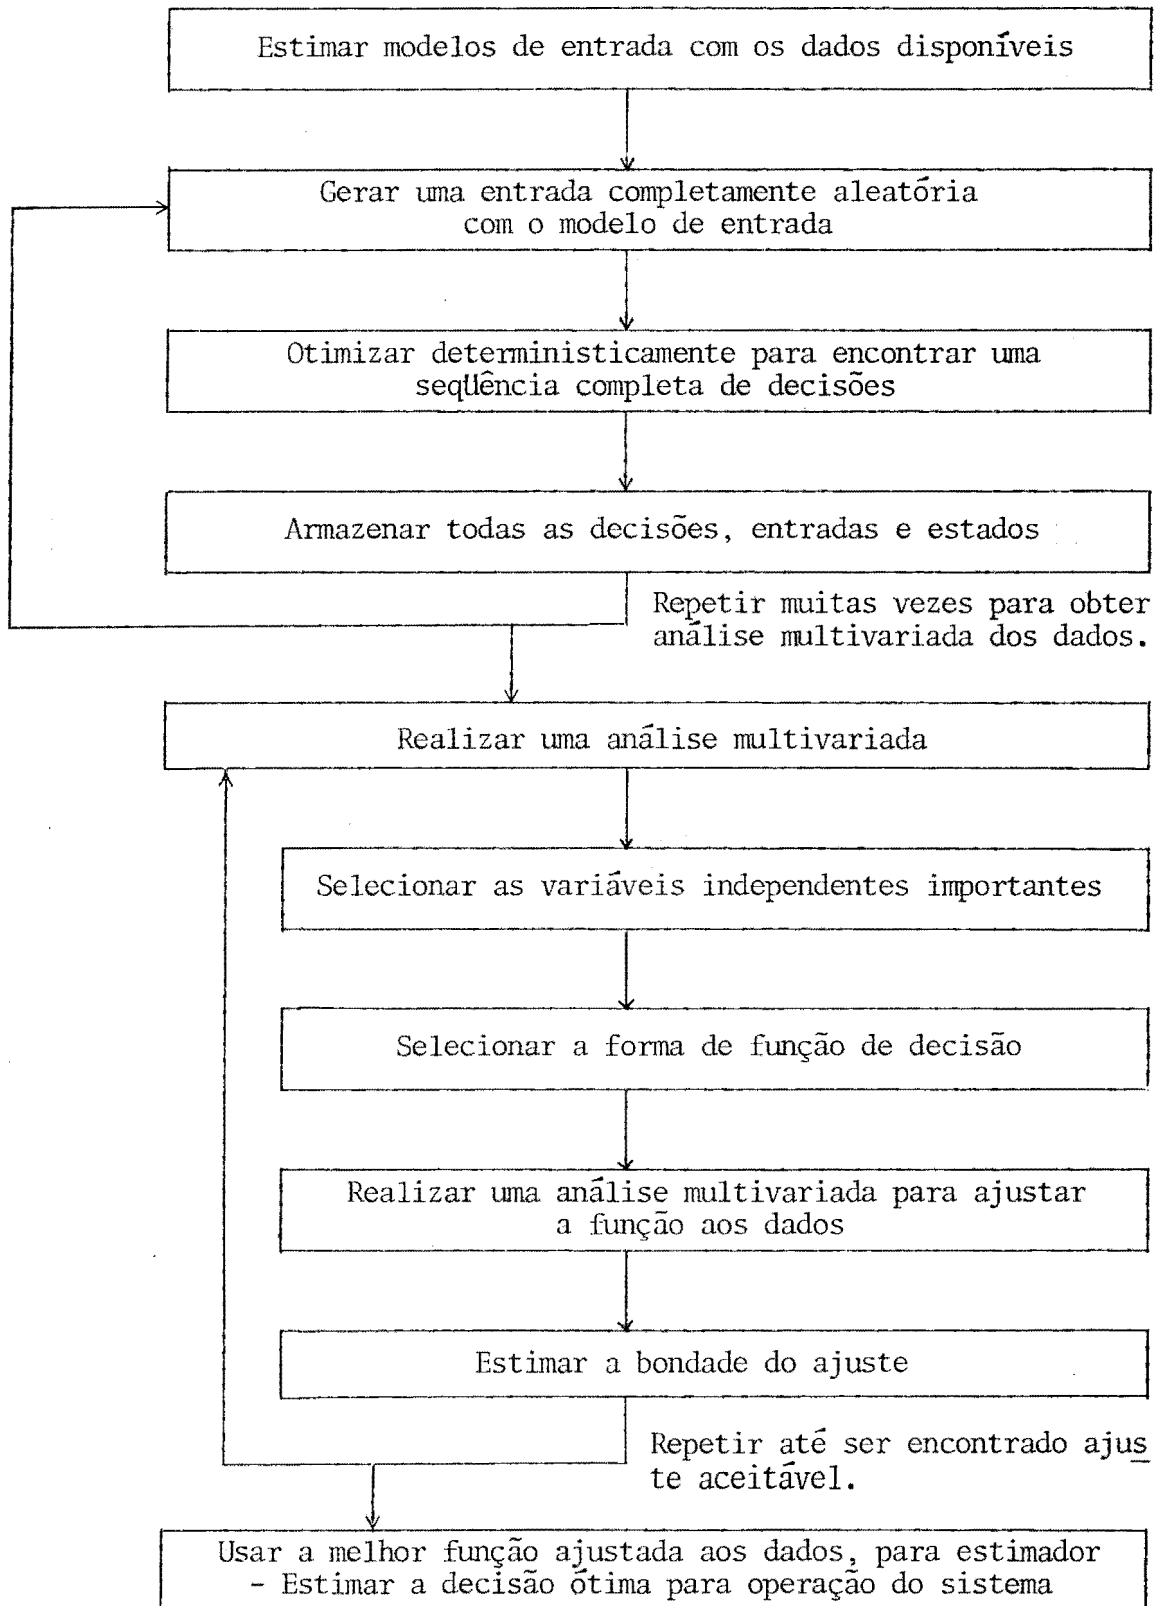 Estimar modelos de entrada com os dados disponíveis
Gerar uma entrada completamente aleatória
com o modelo de entrada
Otimizar deterministicamente para encontrar uma
seqüência completa de decisões
Armazenar todas as decisões, entradas e estados
Repetir muitas vezes para obter
análise multivariada dos dados.
Realizar uma análise multivariada
Selecionar as variáveis independentes importantes
Selecionar a forma de função de decisão
Realizar uma análise multivariada para ajustar
a função aos dados
Estimar a bondade do ajuste
Repetir até ser encontrado ajus
te aceitável.
Usar a melhor função ajustada aos dados, para estimador
- Estimar a decisão ótima para operação do sistema